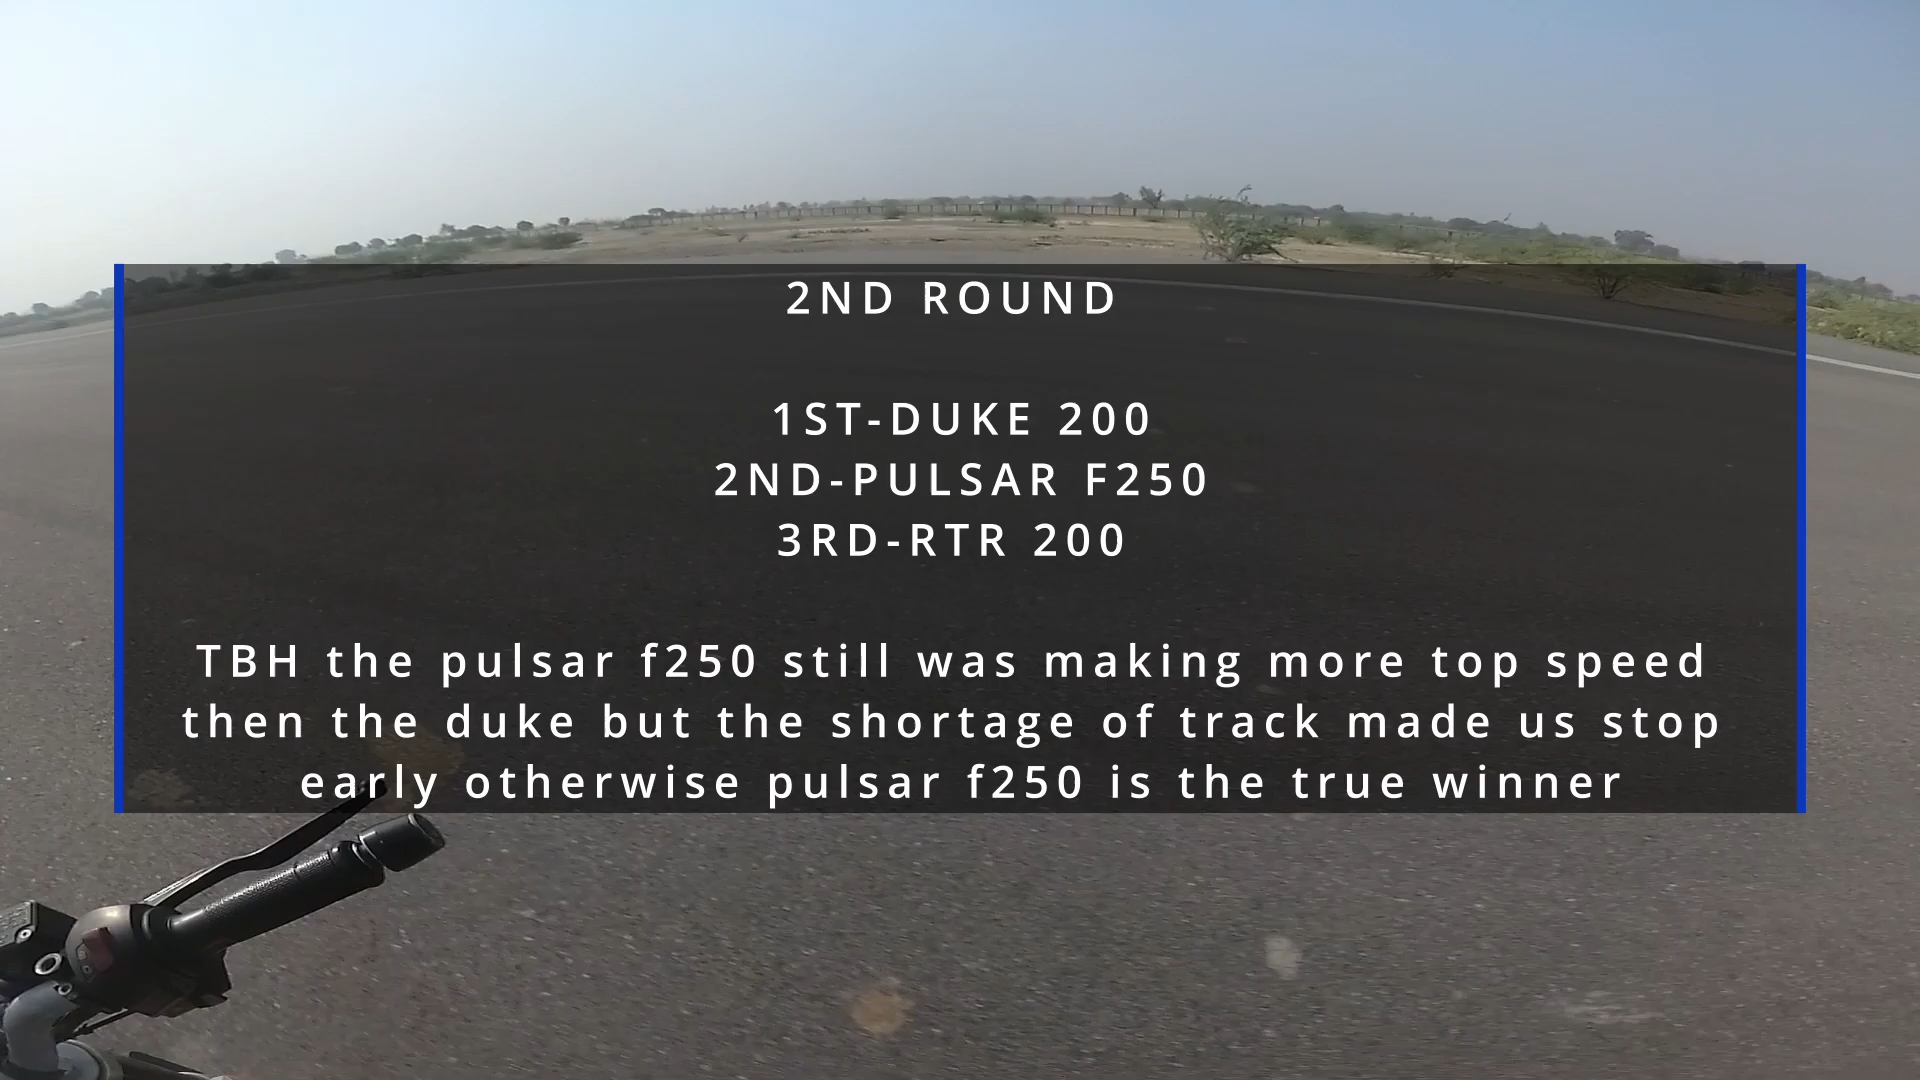 2ND ROUND
1ST-DUKE 200
2ND-PULSAR F250
3RD-RTR 200
TBH the pulsar f250 still was making more top speed
then the duke but the shortage of track made us stop
early otherwise pulsar f250 is the true winner